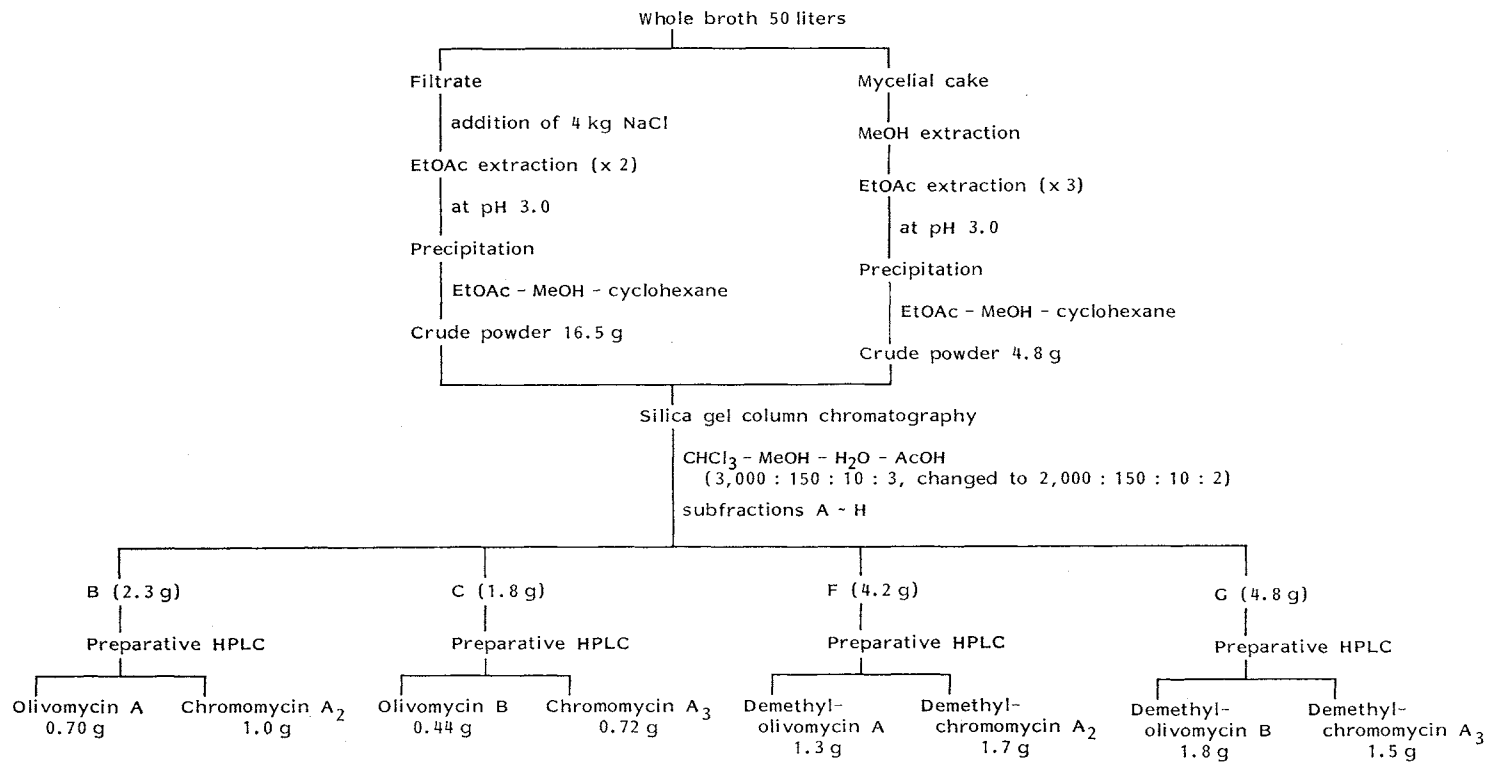 Whole broth 50 liters
Filtrate
addition of 4 kg NaCl
EtOAc extraction (x 2)
at pH 3.0
Precipitation
EtOAc - MeOH - cyclohexane
Crude powder 16.5 g
Mycelial cake
MeOH extraction
EtOAc extraction (x 3)
at pH 3.0
Precipitation
EtOAc - MeOH - cyclohexane
Crude powder 4.8 g
Silica gel column chromatography
CHCl3 - MeOH - H2O - AcOH
(3,000 : 150 : 10 : 3, changed to 2,000 : 150 : 10 : 2)
subfractions A ~ H
B (2.3 g)
Preparative HPLC
Olivomycin A
0.70 g
Chromomycin A2
1.0 g
C (1.8 g)
Preparative HPLC
Olivomycin B
0.44 g
Chromomycin A3
0.72 g
F (4.2 g)
Preparative HPLC
Demethyl-
olivomycin A
1.3 g
Demethyl-
chromomycin A2
1.7 g
G (4.8 g)
Preparative HPLC
Demethyl-
olivomycin B
1.8 g
Demethyl-
chromomycin A3
1.5 g